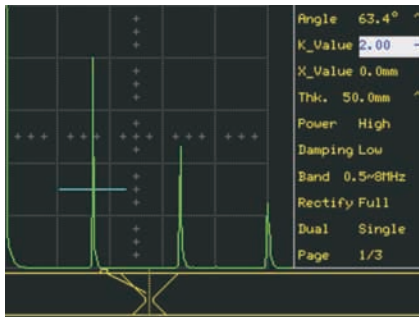 Angle 63.4° ^
K_Value 2.00 -
X_Value 0.0mm
Thk. 50.0mm ^
Power High
Damping Low
Band 0.5~8MHz
Rectify Full
Dual Single
Page 1/3